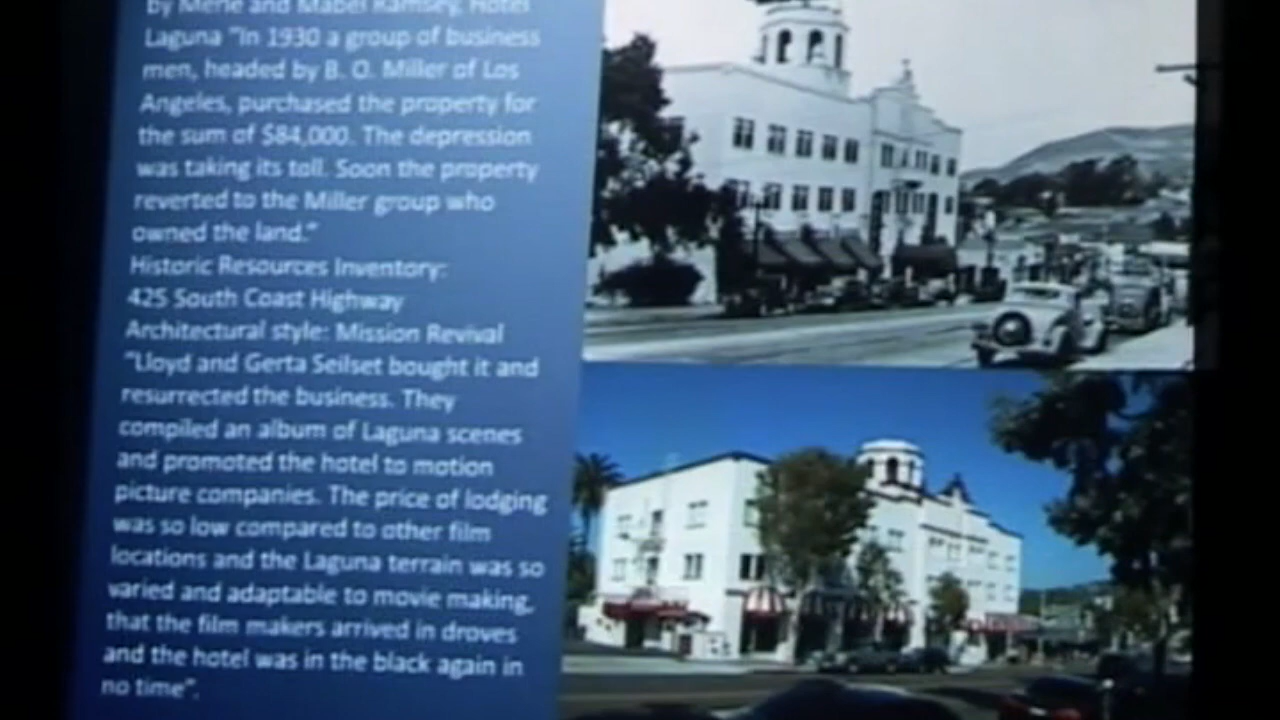 by Merle and Mabel Ramsey, Hotel
Laguna "In 1930 a group of business
men, headed by B. O. Miller of Los
Angeles, purchased the property for
the sum of $84,000. The depression
was taking its toll. Soon the property
reverted to the Miller group who
owned the land."
Historic Resources Inventory:
425 South Coast Highway
Architectural style: Mission Revival
"Lloyd and Gerta Seilset bought it and
resurrected the business. They
compiled an album of Laguna scenes
and promoted the hotel to motion
picture companies. The price of lodging
was so low compared to other film
locations and the Laguna terrain was so
varied and adaptable to movie making,
that the film makers arrived in droves
and the hotel was in the black again in
no time".